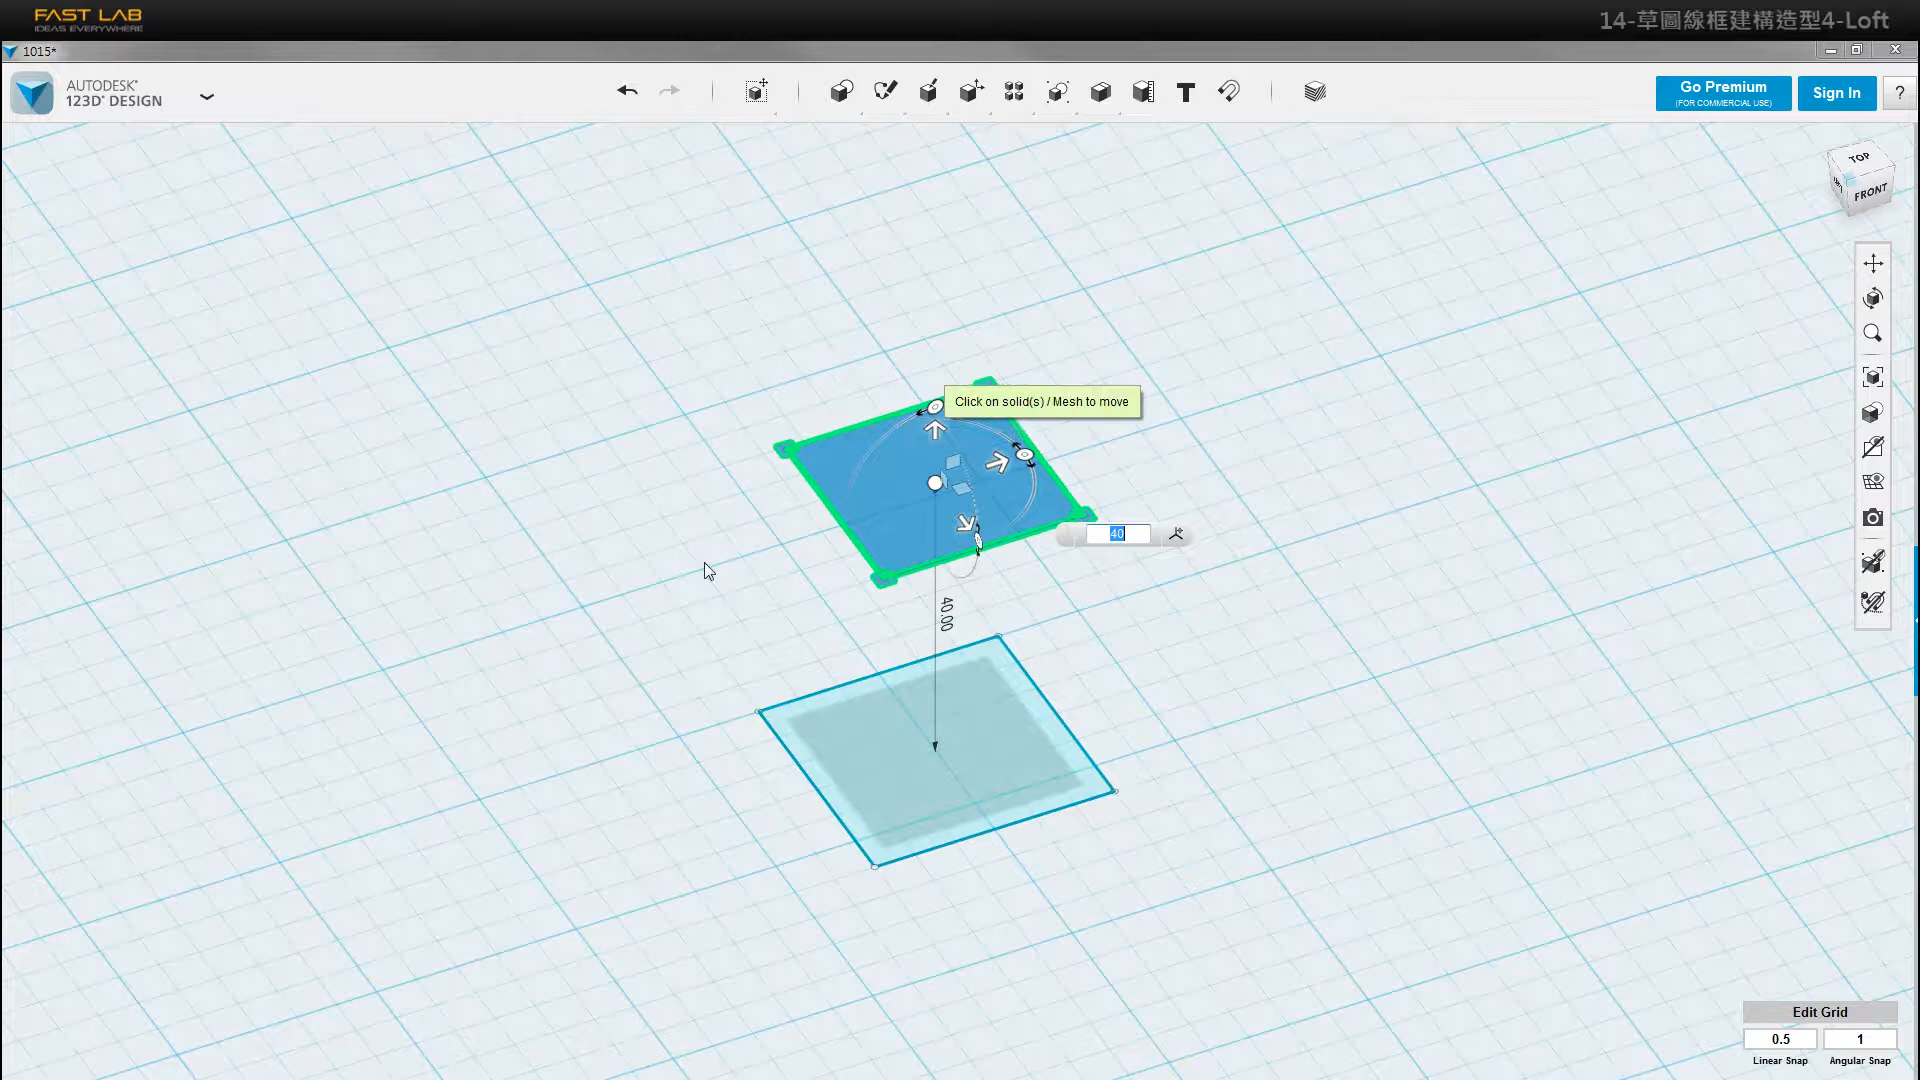 FAST LAB
IDEAS EVERYWHERE
14-草圖線框建構造型4-Loft
1015*
AUTODESK®
123D® DESIGN
Go Premium
(FOR COMMERCIAL USE)
Sign In
?
TOP
FRONT
Click on solid(s) / Mesh to move
40
40.00
Edit Grid
0.5
1
Linear Snap
Angular Snap